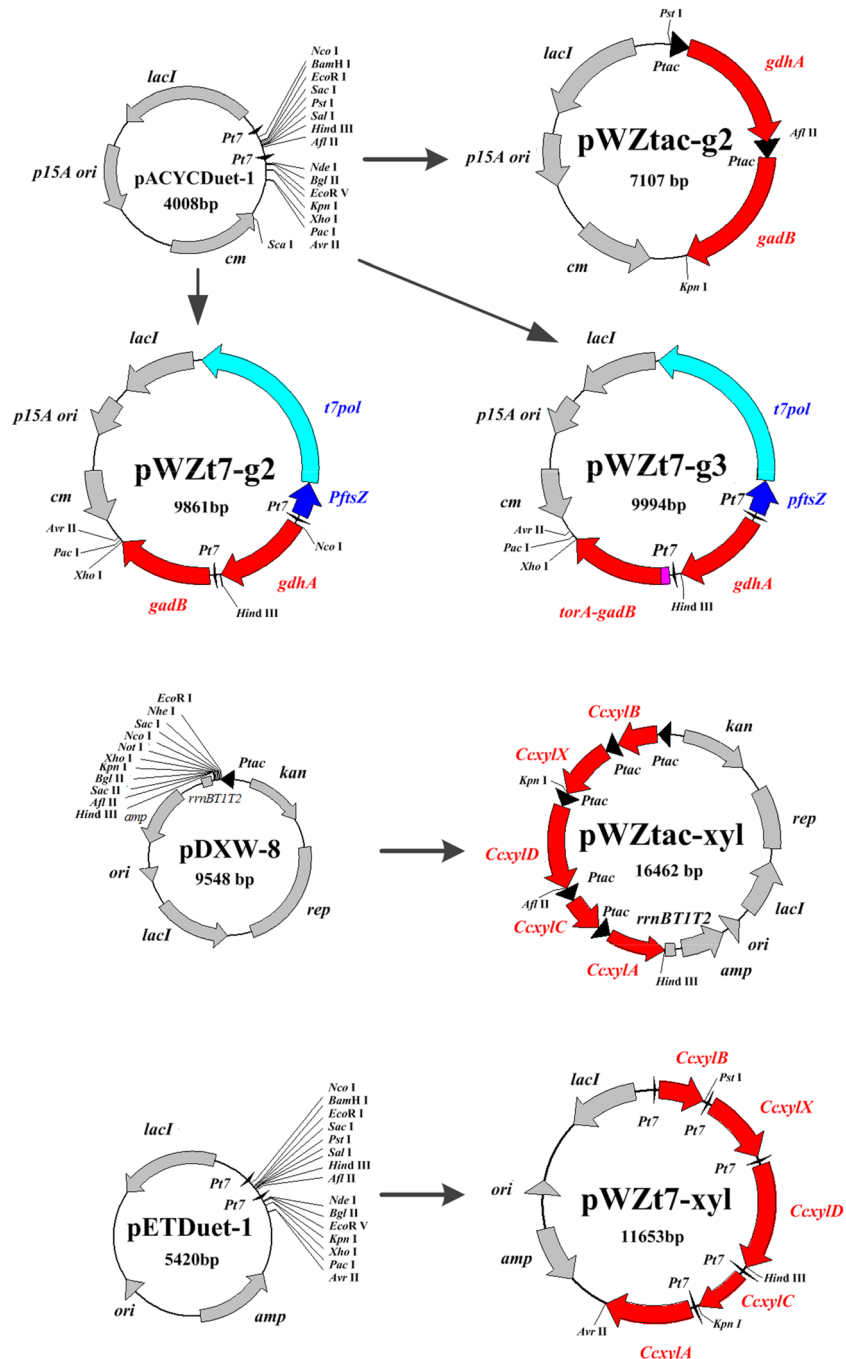 lacI
Pt7
Pt7
p15A ori
pACYCDuet-1
4008bp
cm
Nco I
BamH I
EcoR I
Sac I
Pst I
Sal I
Hind III
Afl II
Nde I
Bgl II
EcoR V
Kpn I
Xho I
Pac I
Avr II
Sca I
Pst I
lacI
Ptac
gdhA
Afl II
Ptac
p15A ori
pWZtac-g2
7107 bp
gadB
cm
Kpn I
lacI
t7pol
p15A ori
pWZt7-g2
9861bp
cm
PftsZ
Pt7
Nco I
Avr II
Pac I
Xho I
Pt7
gadB
gdhA
Hind III
lacI
t7pol
p15A ori
pWZt7-g3
9994bp
cm
pftsZ
Pt7
Avr II
Pac I
Xho I
Pt7
torA-gadB
gdhA
Hind III
EcoR I
Nhe I
Sac I
Nco I
Not I
Xho I
Kpn I
Bgl II
Sac II
Afl II
Hind III
Ptac
kan
rrnBT1T2
amp
pDXW-8
9548 bp
ori
rep
lacI
CcxylB
kan
CcxylX
Ptac
Ptac
Kpn I
Ptac
pWZtac-xyl
16462 bp
rep
CcxylD
Ptac
Afl II
Ptac
rrnBT1T2
lacI
CcxylC
ori
CcxylA
amp
Hind III
lacI
Pt7
Pt7
pETDuet-1
5420bp
ori
amp
Nco I
BamH I
EcoR I
Sac I
Pst I
Sal I
Hind III
Afl II
Nde I
Bgl II
EcoR V
Kpn I
Xho I
Pac I
Avr II
CcxylB
lacI
Pst I
Pt7
Pt7
CcxylX
Pt7
ori
pWZt7-xyl
11653bp
CcxylD
amp
Pt7
Hind III
Pt7
CcxylC
Kpn I
Avr II
CcxylA